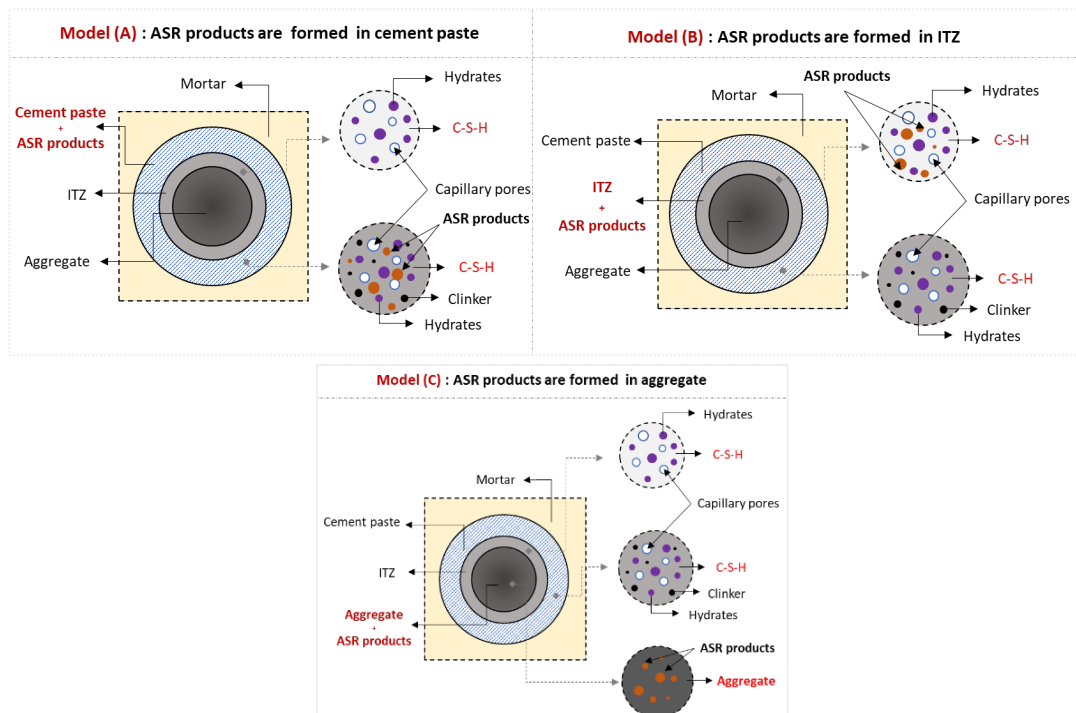 Model (A) : ASR products are formed in cement paste
Mortar
Hydrates
Cement paste
+
ASR products
C-S-H
ITZ
Capillary pores
ASR products
Aggregate
C-S-H
Clinker
Hydrates
Model (B) : ASR products are formed in ITZ
ASR products
Mortar
Hydrates
Cement paste
C-S-H
ITZ
+
ASR products
Capillary pores
Aggregate
C-S-H
Clinker
Hydrates
Model (C) : ASR products are formed in aggregate
Hydrates
C-S-H
Mortar
Capillary pores
Cement paste
ITZ
C-S-H
Clinker
Aggregate
+
ASR products
Hydrates
ASR products
Aggregate